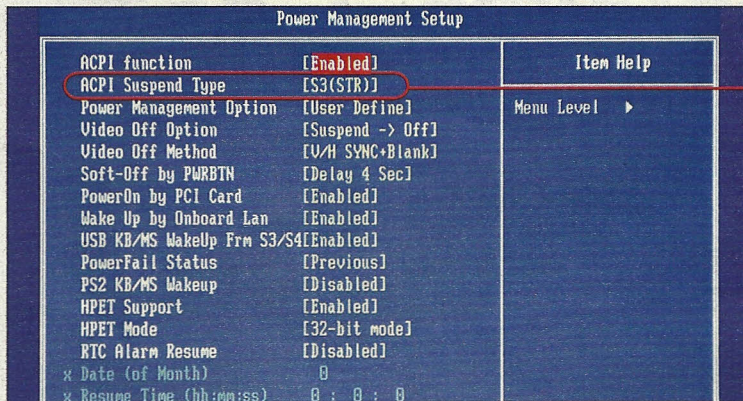 Power Management Setup
ACPI function [Enabled]
ACPI Suspend Type [S3(STR)]
Power Management Option [User Define]
Video Off Option [Suspend -> Off]
Video Off Method [V/H SYNC+Blank]
Soft-Off by PWRBTN [Delay 4 Sec]
PowerOn by PCI Card [Enabled]
Wake Up by Onboard Lan [Enabled]
USB KB/MS WakeUp Frm S3/S4[Enabled]
PowerFail Status [Previous]
PS2 KB/MS Wakeup [Disabled]
HPET Support [Enabled]
HPET Mode [32-bit mode]
RTC Alarm Resume [Disabled]
x Date (of Month) 0
x Resume Time (hh:mm:ss) 0 : 0 : 0
Item Help
Menu Level ▶